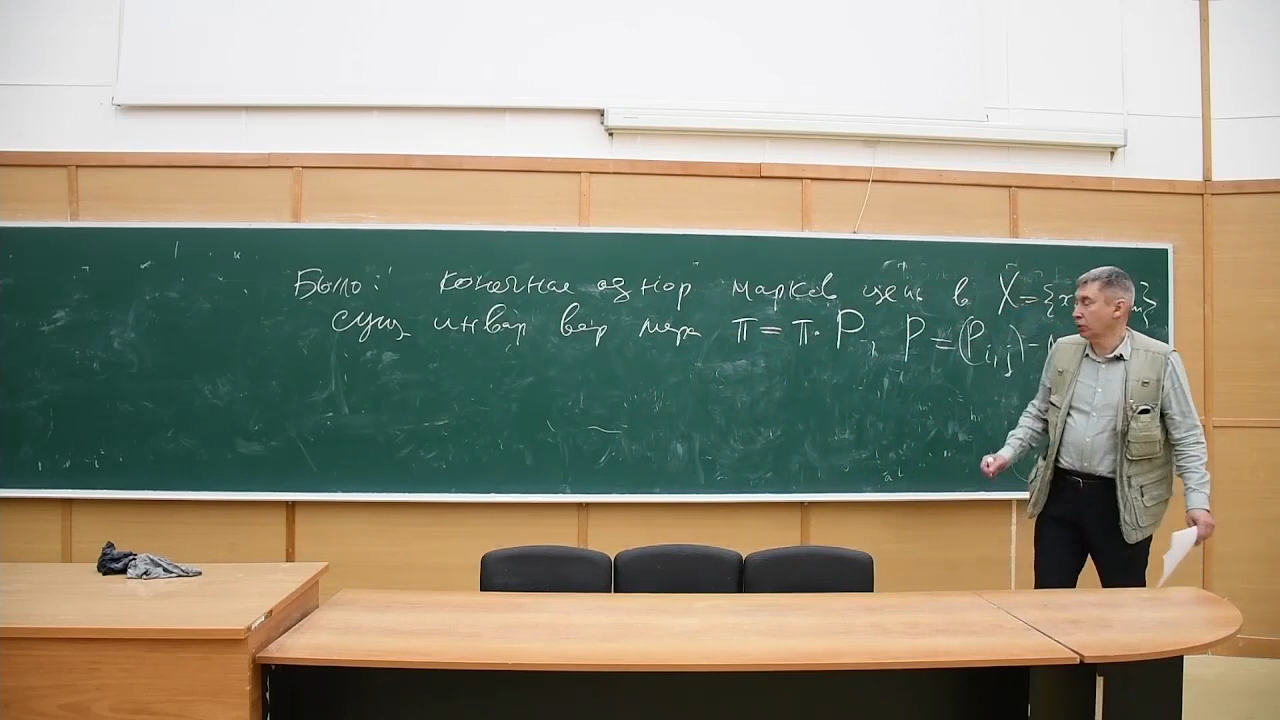 Было: конечная однор марков цепь в X = {x
сущ инвар вер мера π = π·P, P = (P_{i,j}) -